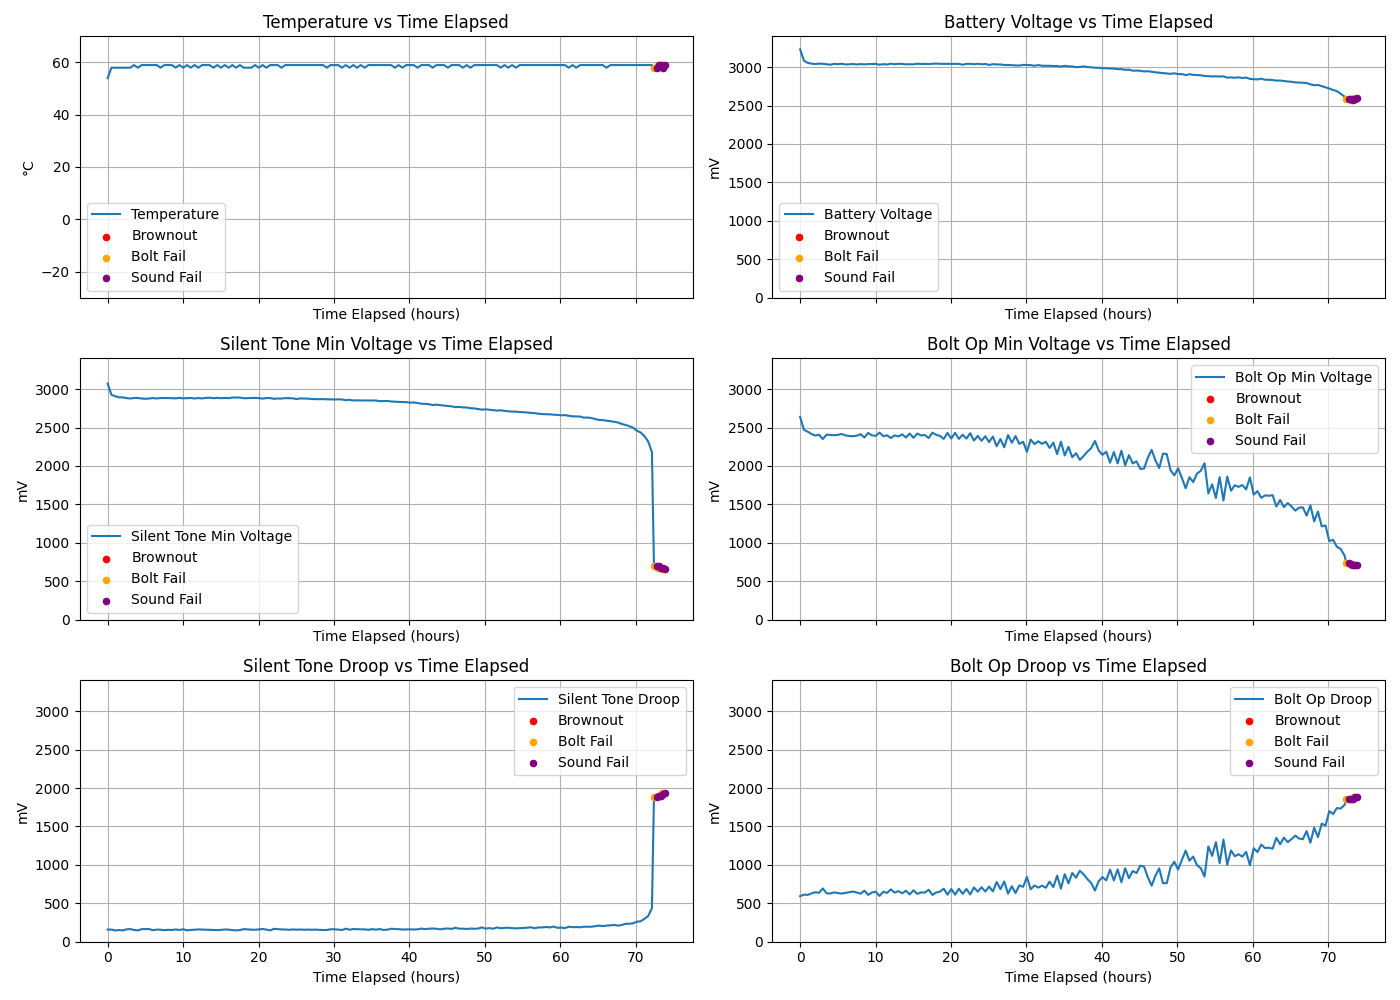 Temperature vs Time Elapsed
60
40
20
0
−20
°C
Temperature
Brownout
Bolt Fail
Sound Fail
Time Elapsed (hours)
Battery Voltage vs Time Elapsed
3000
2500
2000
1500
1000
500
0
mV
Battery Voltage
Brownout
Bolt Fail
Sound Fail
Time Elapsed (hours)
Silent Tone Min Voltage vs Time Elapsed
3000
2500
2000
1500
1000
500
0
mV
Silent Tone Min Voltage
Brownout
Bolt Fail
Sound Fail
Time Elapsed (hours)
Bolt Op Min Voltage vs Time Elapsed
3000
2500
2000
1500
1000
500
0
mV
Bolt Op Min Voltage
Brownout
Bolt Fail
Sound Fail
Time Elapsed (hours)
Silent Tone Droop vs Time Elapsed
3000
2500
2000
1500
1000
500
0
mV
Silent Tone Droop
Brownout
Bolt Fail
Sound Fail
0 10 20 30 40 50 60 70
Time Elapsed (hours)
Bolt Op Droop vs Time Elapsed
3000
2500
2000
1500
1000
500
0
mV
Bolt Op Droop
Brownout
Bolt Fail
Sound Fail
0 10 20 30 40 50 60 70
Time Elapsed (hours)